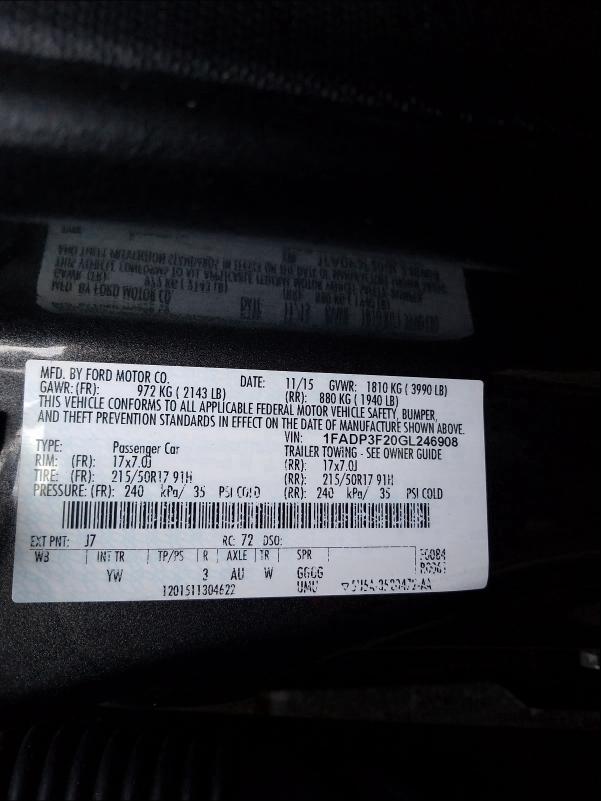 MFD. BY FORD MOTOR CO. DATE: 11/15 GVWR: 1810 KG ( 3990 LB)
GAWR: (FR): 972 KG ( 2143 LB) (RR): 880 KG ( 1940 LB)
THIS VEHICLE CONFORMS TO ALL APPLICABLE FEDERAL MOTOR VEHICLE SAFETY, BUMPER,
AND THEFT PREVENTION STANDARDS IN EFFECT ON THE DATE OF MANUFACTURE SHOWN ABOVE.
VIN: 1FADP3F20GL246908
TYPE: Passenger Car TRAILER TOWING - SEE OWNER GUIDE
RIM: (FR): 17x7.0J (RR): 17x7.0J
TIRE: (FR): 215/50R17 91H (RR): 215/50R17 91H
PRESSURE: (FR): 240 kPa/ 35 PSI COLD (RR): 240 kPa/ 35 PSI COLD
EXT PNT: J7 RC: 72 DSO:
WB INT TR TP/PS R AXLE TR SPR
YW 3 AU W GGGG
1201511304622 UMU